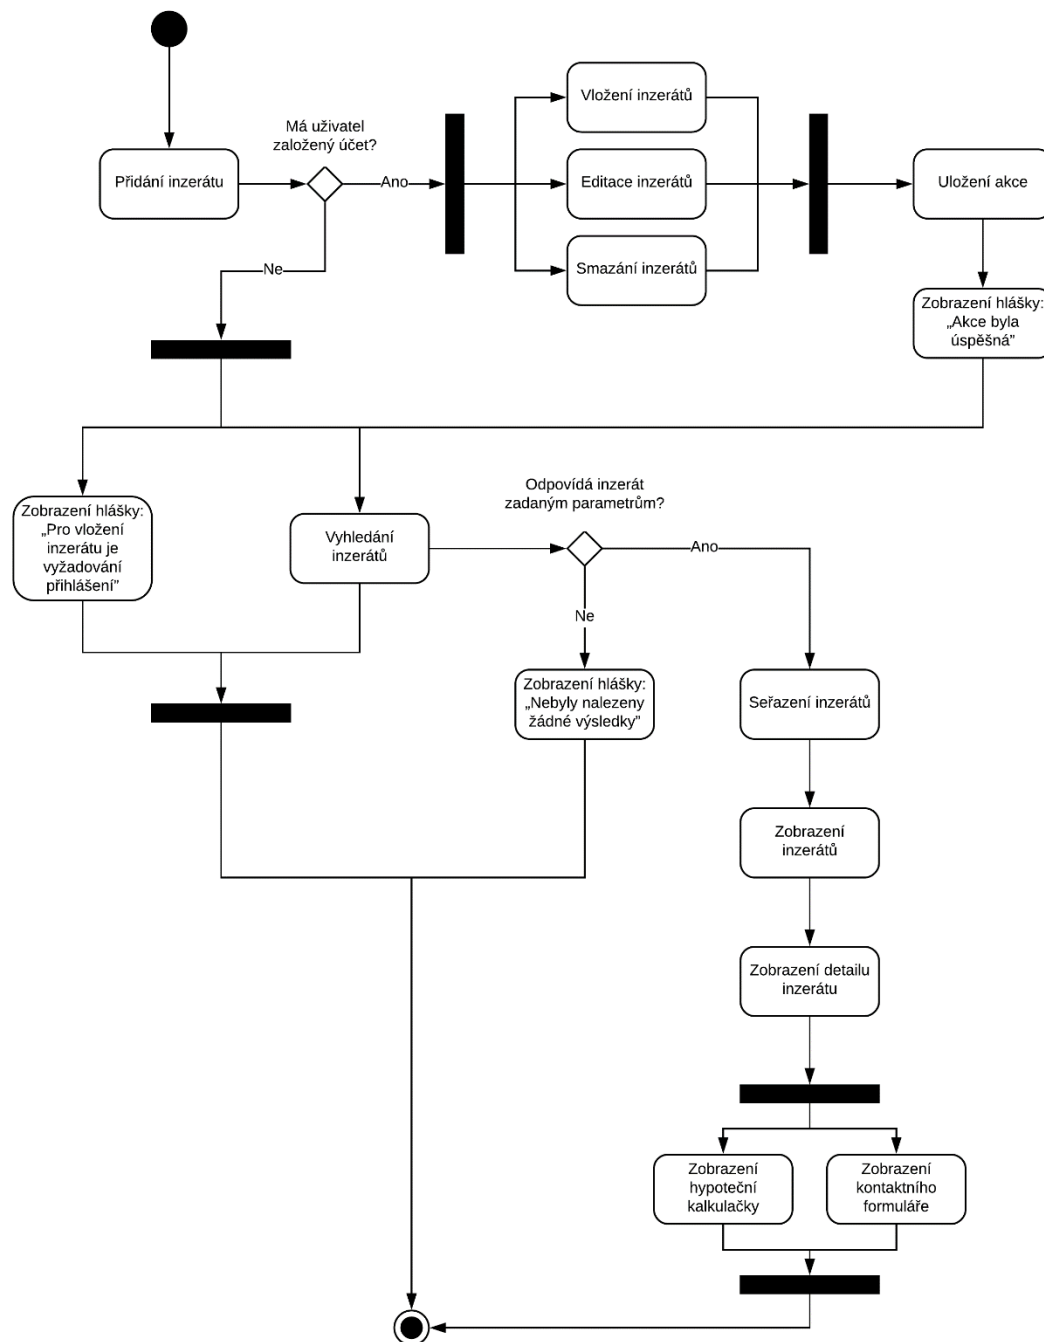 Má uživatel
založený účet?
Přidání inzerátu
Ano
Ne
Vložení inzerátů
Editace inzerátů
Smazání inzerátů
Uložení akce
Zobrazení hlášky:
„Akce byla
úspěšná"
Zobrazení hlášky:
„Pro vložení
inzerátu je
vyžadování
přihlášení"
Vyhledání
inzerátů
Odpovídá inzerát
zadaným parametrům?
Ano
Ne
Zobrazení hlášky:
„Nebyly nalezeny
žádné výsledky"
Seřazení inzerátů
Zobrazení
inzerátů
Zobrazení detailu
inzerátu
Zobrazení
hypoteční
kalkulačky
Zobrazení
kontaktního
formuláře